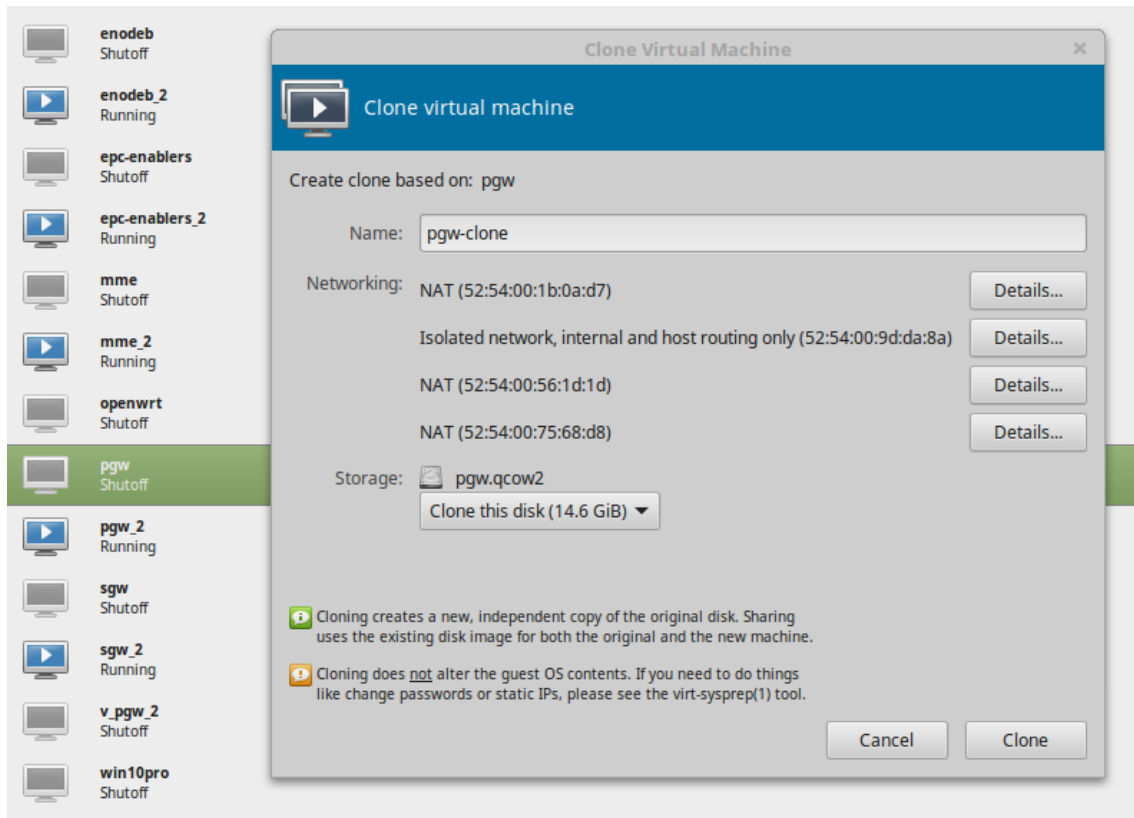 enodeb
Shutoff
enodeb_2
Running
epc-enablers
Shutoff
epc-enablers_2
Running
mme
Shutoff
mme_2
Running
openwrt
Shutoff
pgw
Shutoff
pgw_2
Running
sgw
Shutoff
sgw_2
Running
v_pgw_2
Shutoff
win10pro
Shutoff
Clone Virtual Machine ×
Clone virtual machine
Create clone based on: pgw
Name: pgw-clone
Networking: NAT (52:54:00:1b:0a:d7) Details...
Isolated network, internal and host routing only (52:54:00:9d:da:8a) Details...
NAT (52:54:00:56:1d:1d) Details...
NAT (52:54:00:75:68:d8) Details...
Storage: pgw.qcow2
Clone this disk (14.6 GiB)
Cloning creates a new, independent copy of the original disk. Sharing
uses the existing disk image for both the original and the new machine.
Cloning does not alter the guest OS contents. If you need to do things
like change passwords or static IPs, please see the virt-sysprep(1) tool.
Cancel Clone